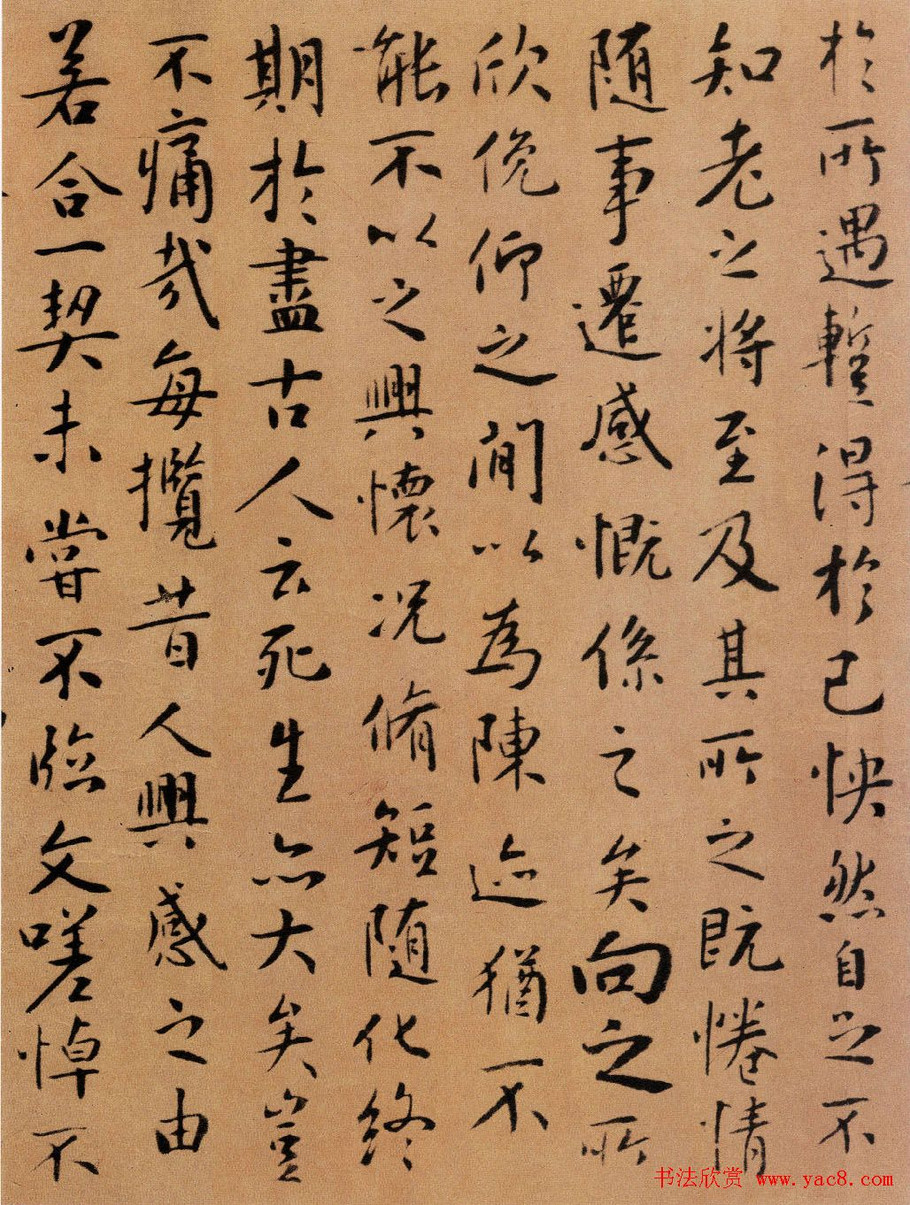 於所遇暫得於己快然自之不
知老之將至及其所之既惓情
随事遷感慨係之矣向之所
欣俛仰之閒以為陳迹猶不
能不以之興懷況脩短随化終
期於盡古人云死生亦大矣豈
不痛哉每攬昔人興感之由
若合一契未嘗不臨文嗟悼不
书法欣赏 www.yac8.com